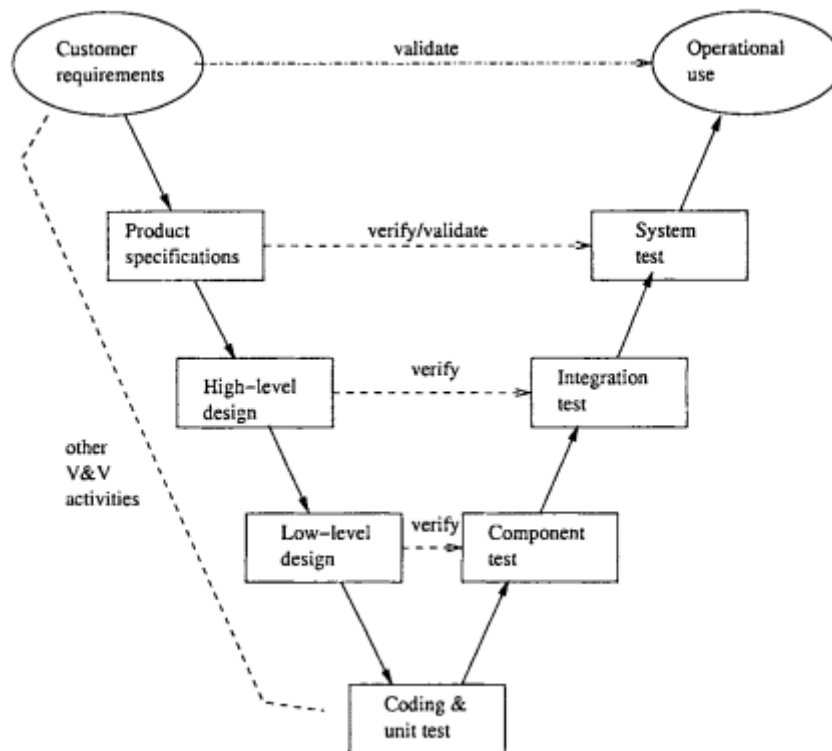 Customer
requirements
validate
Operational
use
Product
specifications
verify/validate
System
test
High-level
design
verify
Integration
test
other
V&V
activities
Low-level
design
verify
Component
test
Coding &
unit test